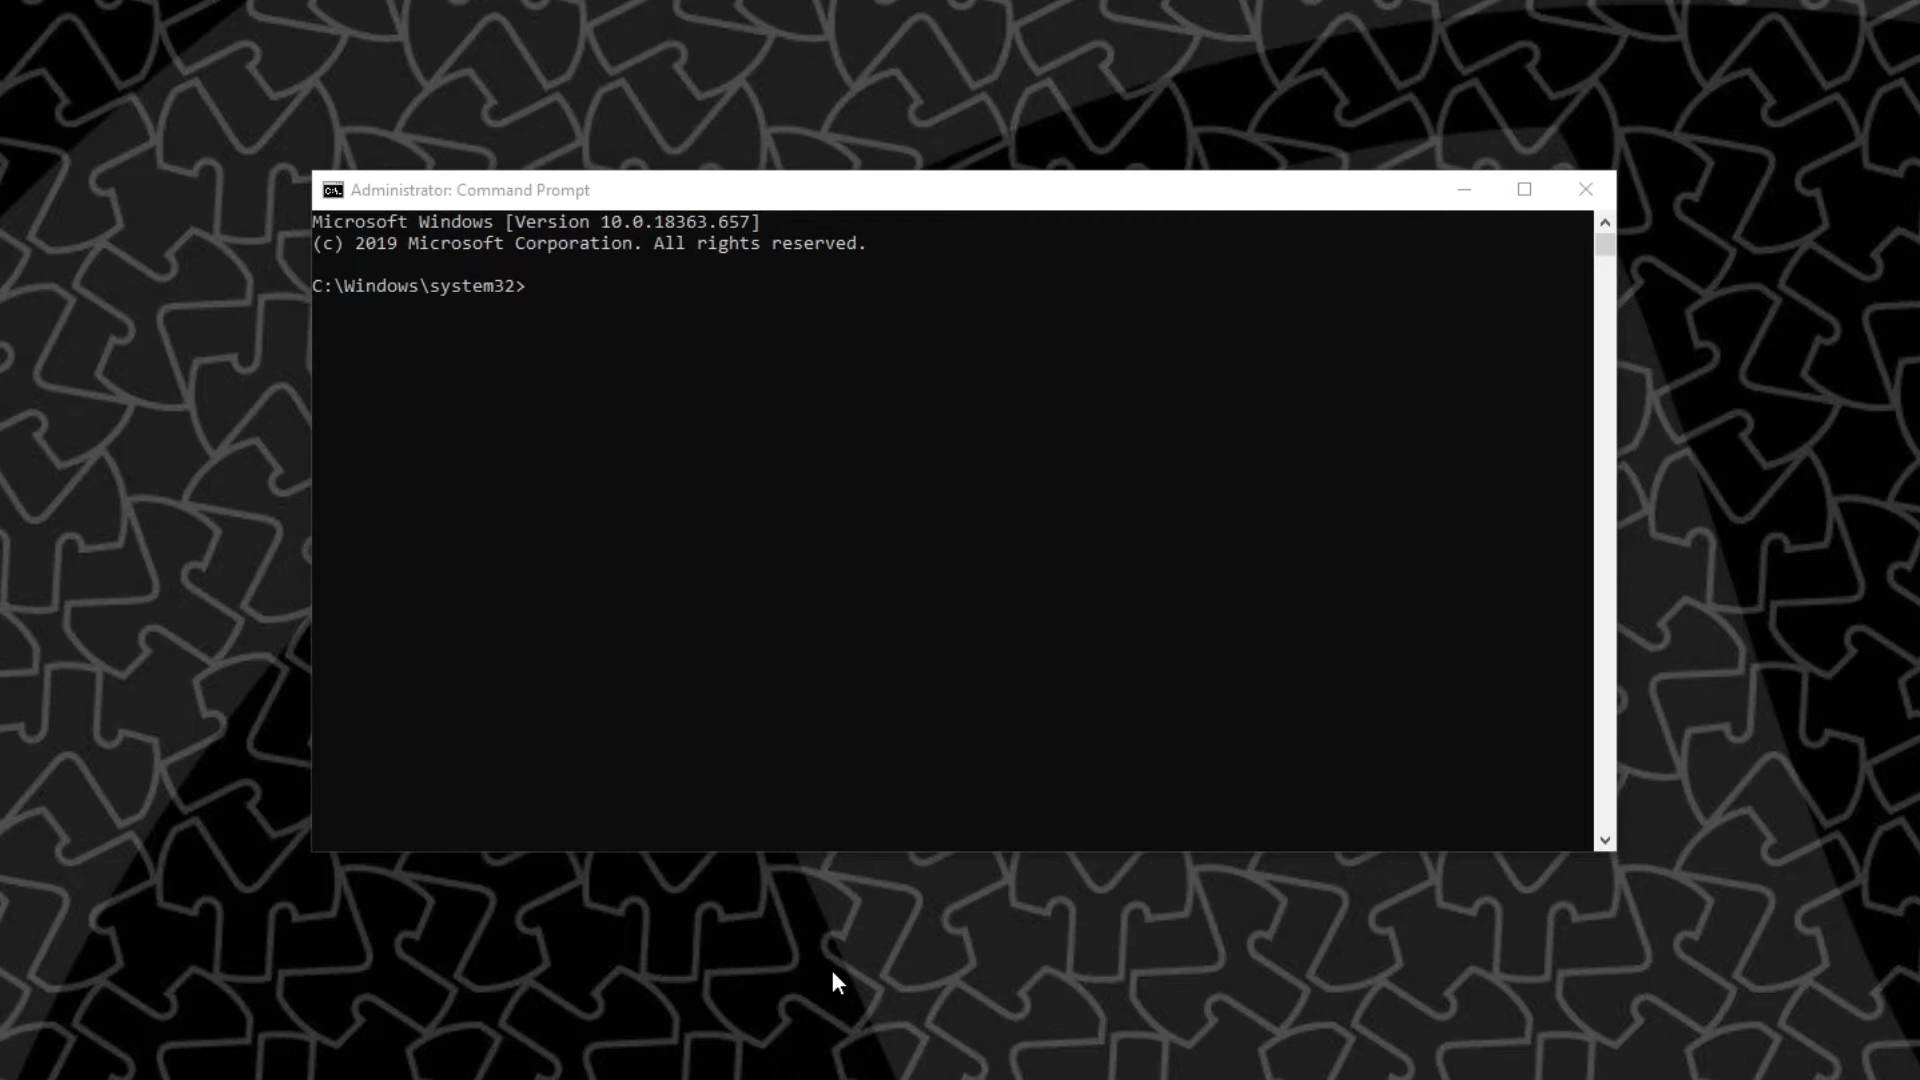 Administrator: Command Prompt
Microsoft Windows [Version 10.0.18363.657]
(c) 2019 Microsoft Corporation. All rights reserved.
C:\Windows\system32>